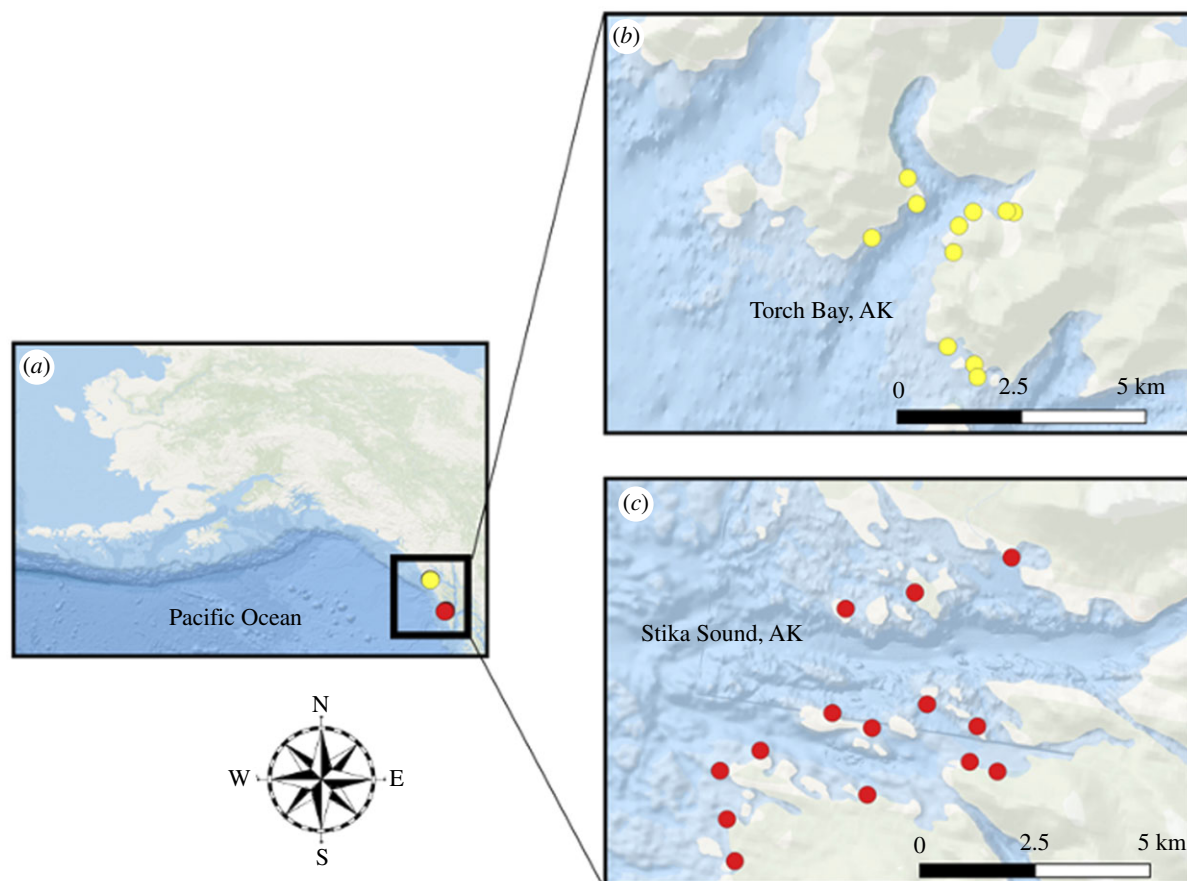 (a)
Pacific Ocean
N
W
E
S
(b)
Torch Bay, AK
0
2.5
5 km
(c)
Stika Sound, AK
0
2.5
5 km